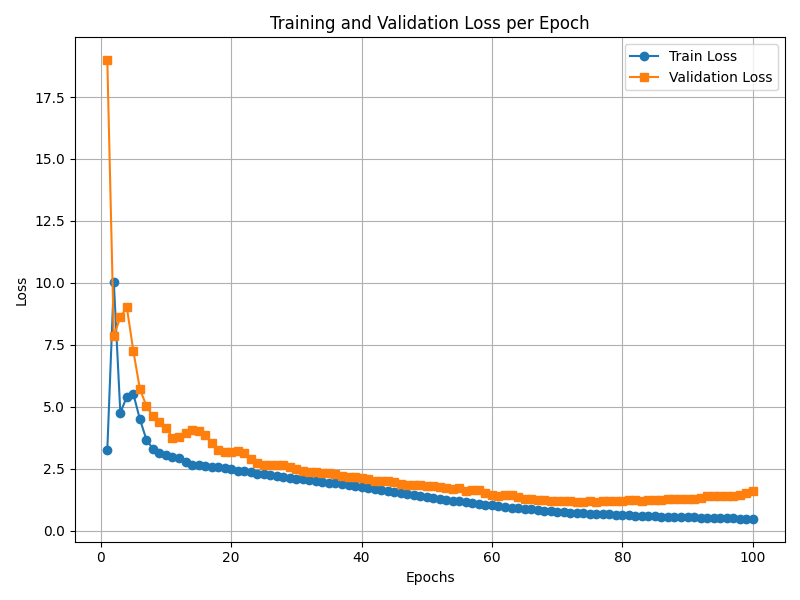 Training and Validation Loss per Epoch
Train Loss
Validation Loss
17.5
15.0
12.5
10.0
7.5
5.0
2.5
0.0
Loss
0 20 40 60 80 100
Epochs